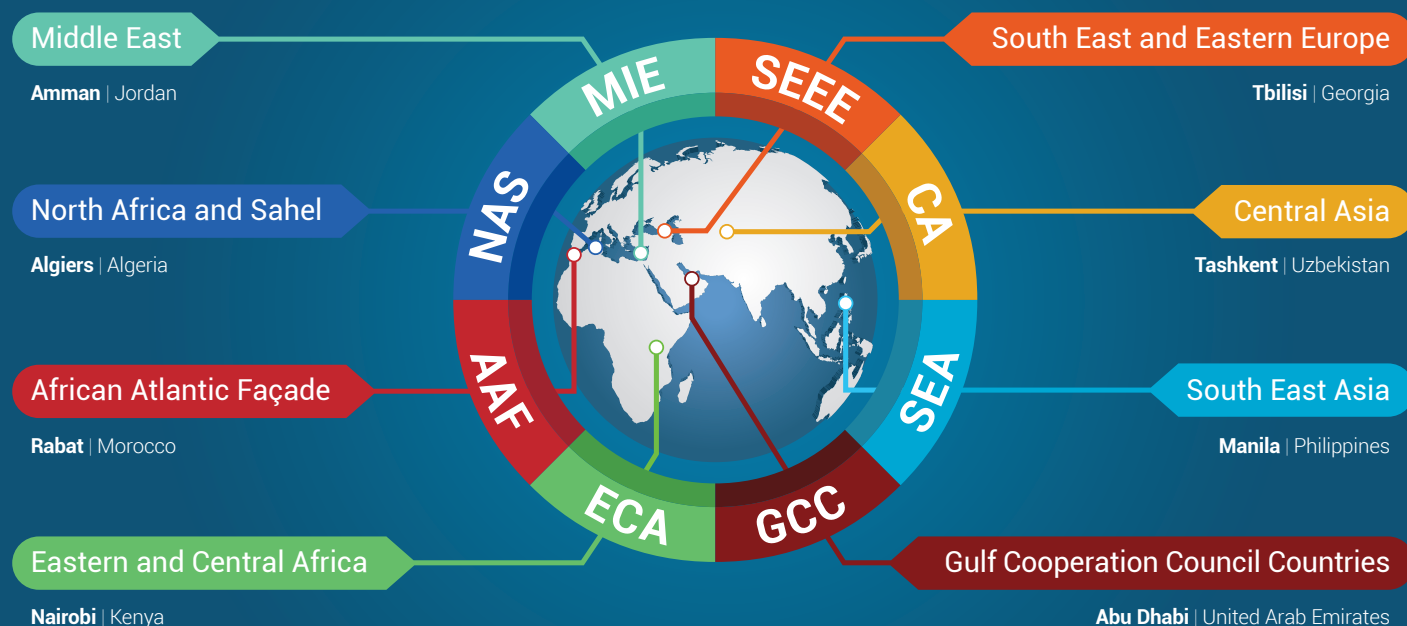 Middle East
Amman | Jordan
North Africa and Sahel
Algiers | Algeria
African Atlantic Façade
Rabat | Morocco
Eastern and Central Africa
Nairobi | Kenya
MIE
SEEE
NAS
CA
AAF
SEA
ECA
GCC
South East and Eastern Europe
Tbilisi | Georgia
Central Asia
Tashkent | Uzbekistan
South East Asia
Manila | Philippines
Gulf Cooperation Council Countries
Abu Dhabi | United Arab Emirates